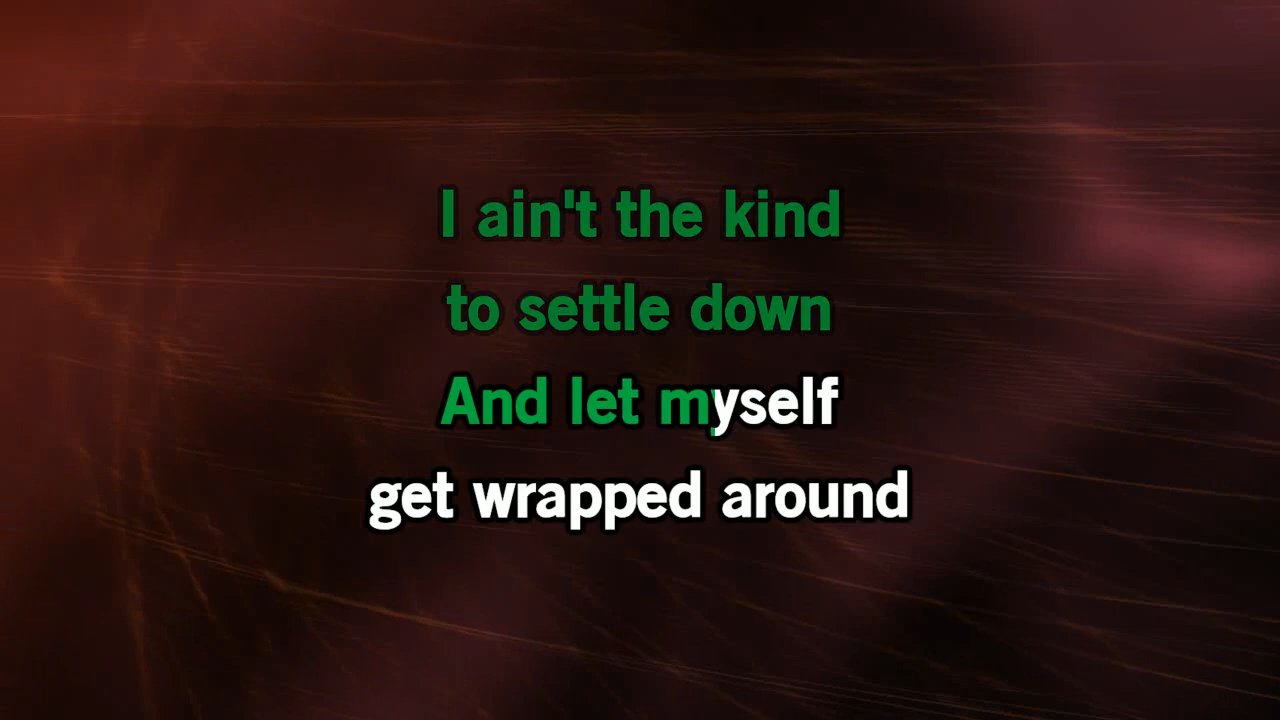 I ain't the kind
to settle down
And let myself
get wrapped around